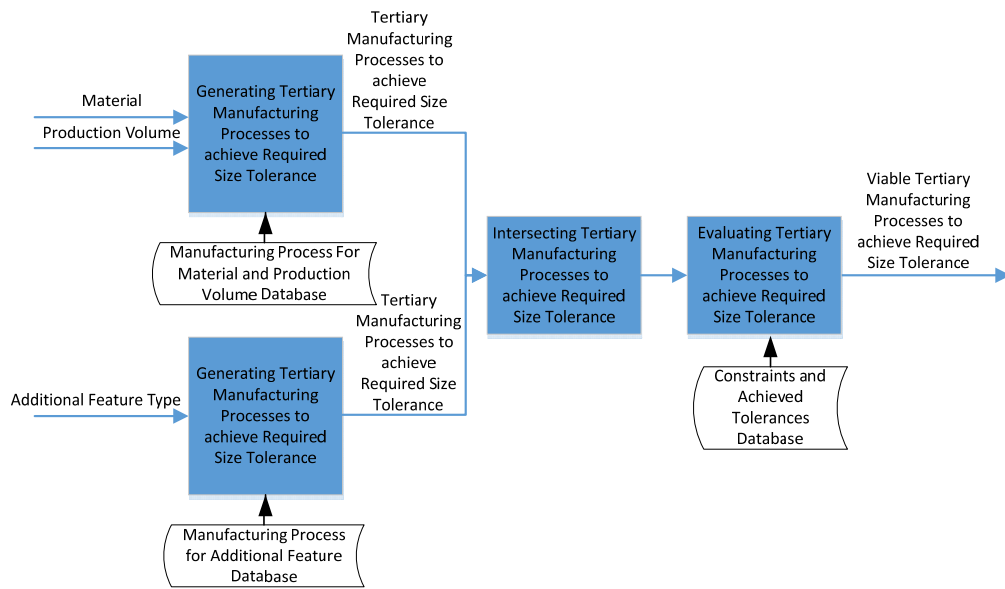 Tertiary
Manufacturing
Processes to
achieve
Required Size
Tolerance
Generating Tertiary
Manufacturing
Processes to
achieve Required
Size Tolerance
Material
Production Volume
Manufacturing Process For
Material and Production
Volume Database
Intersecting Tertiary
Manufacturing
Processes to
achieve Required
Size Tolerance
Evaluating Tertiary
Manufacturing
Processes to
achieve Required
Size Tolerance
Viable Tertiary
Manufacturing
Processes to
achieve Required
Size Tolerance
Tertiary
Manufacturing
Processes to
achieve
Required Size
Tolerance
Generating Tertiary
Manufacturing
Processes to
achieve Required
Size Tolerance
Additional Feature Type
Constraints and
Achieved
Tolerances
Database
Manufacturing Process
for Additional Feature
Database